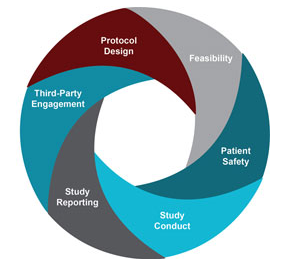 Protocol
Design
Feasibility
Patient
Safety
Study
Conduct
Study
Reporting
Third-Party
Engagement